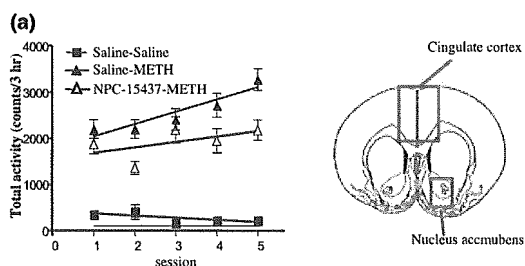 (a)
4000
3000
2000
1000
0
Total activity (counts/3 hr)
Saline-Saline
Saline-METH
NPC-15437-METH
0 1 2 3 4 5
session
Cingulate cortex
Nucleus accmubens